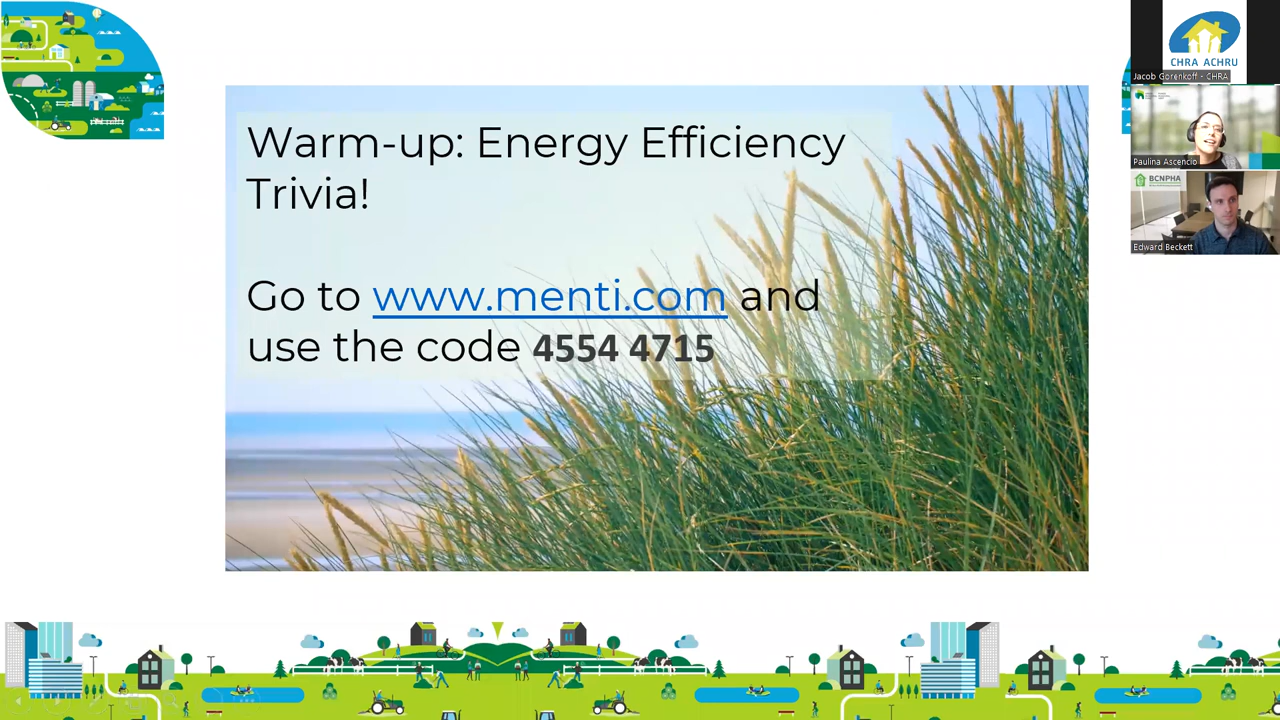 Warm-up: Energy Efficiency
Trivia!
Go to www.menti.com and
use the code 4554 4715
CHRA ACHRU
Jacob Gorenkoff - CHRA
Paulina Ascencio
BCNPHA
Edward Beckett